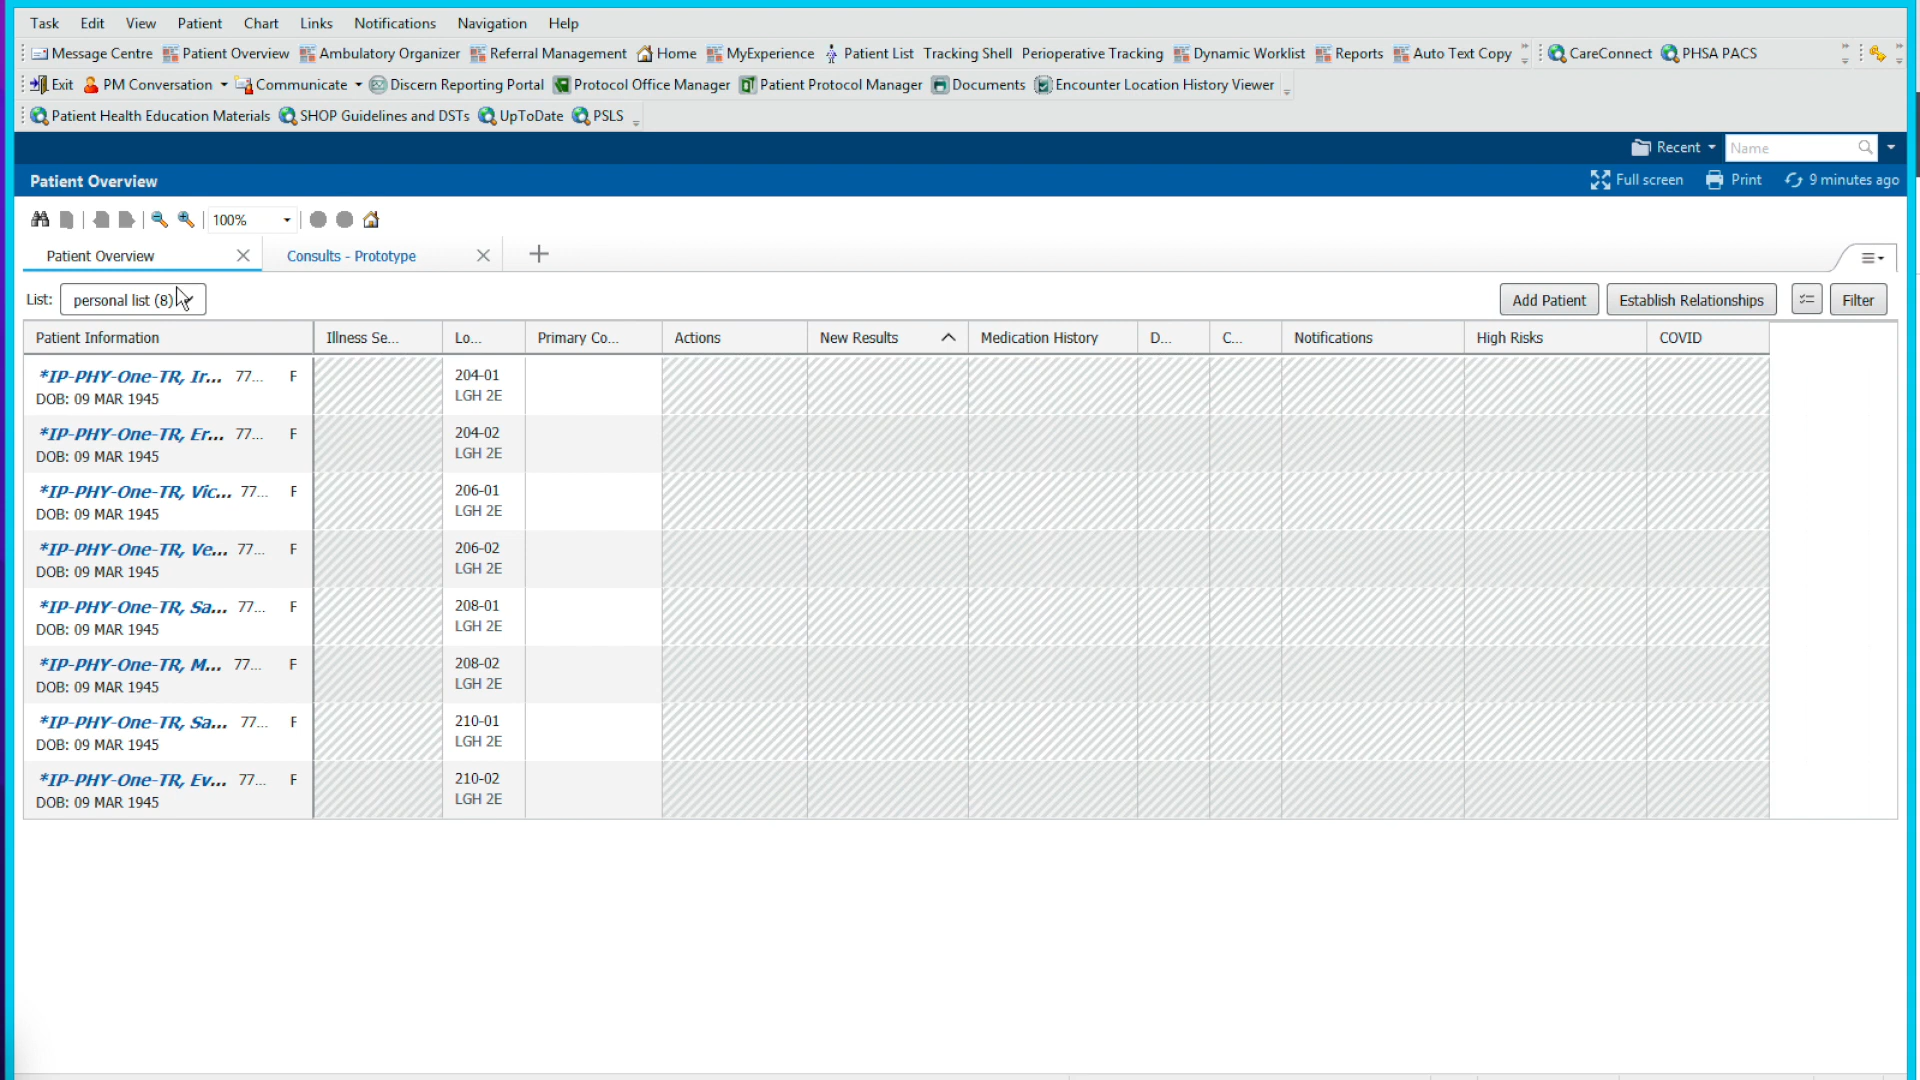 Task Edit View Patient Chart Links Notifications Navigation Help
Message Centre Patient Overview Ambulatory Organizer Referral Management Home MyExperience Patient List Tracking Shell Perioperative Tracking Dynamic Worklist Reports Auto Text Copy CareConnect PHSA PACS
Exit PM Conversation Communicate Discern Reporting Portal Protocol Office Manager Patient Protocol Manager Documents Encounter Location History Viewer
Patient Health Education Materials SHOP Guidelines and DSTs UpToDate PSLS
Recent Name
Patient Overview Full screen Print 9 minutes ago
100%
Patient Overview Consults - Prototype
List: personal list (8) Add Patient Establish Relationships Filter
Patient Information Illness Se... Lo... Primary Co... Actions New Results Medication History D... C... Notifications High Risks COVID
*IP-PHY-One-TR, Ir... 77... F 204-01
DOB: 09 MAR 1945 LGH 2E
*IP-PHY-One-TR, Er... 77... F 204-02
DOB: 09 MAR 1945 LGH 2E
*IP-PHY-One-TR, Vic... 77... F 206-01
DOB: 09 MAR 1945 LGH 2E
*IP-PHY-One-TR, Ve... 77... F 206-02
DOB: 09 MAR 1945 LGH 2E
*IP-PHY-One-TR, Sa... 77... F 208-01
DOB: 09 MAR 1945 LGH 2E
*IP-PHY-One-TR, M... 77... F 208-02
DOB: 09 MAR 1945 LGH 2E
*IP-PHY-One-TR, Sa... 77... F 210-01
DOB: 09 MAR 1945 LGH 2E
*IP-PHY-One-TR, Ev... 77... F 210-02
DOB: 09 MAR 1945 LGH 2E